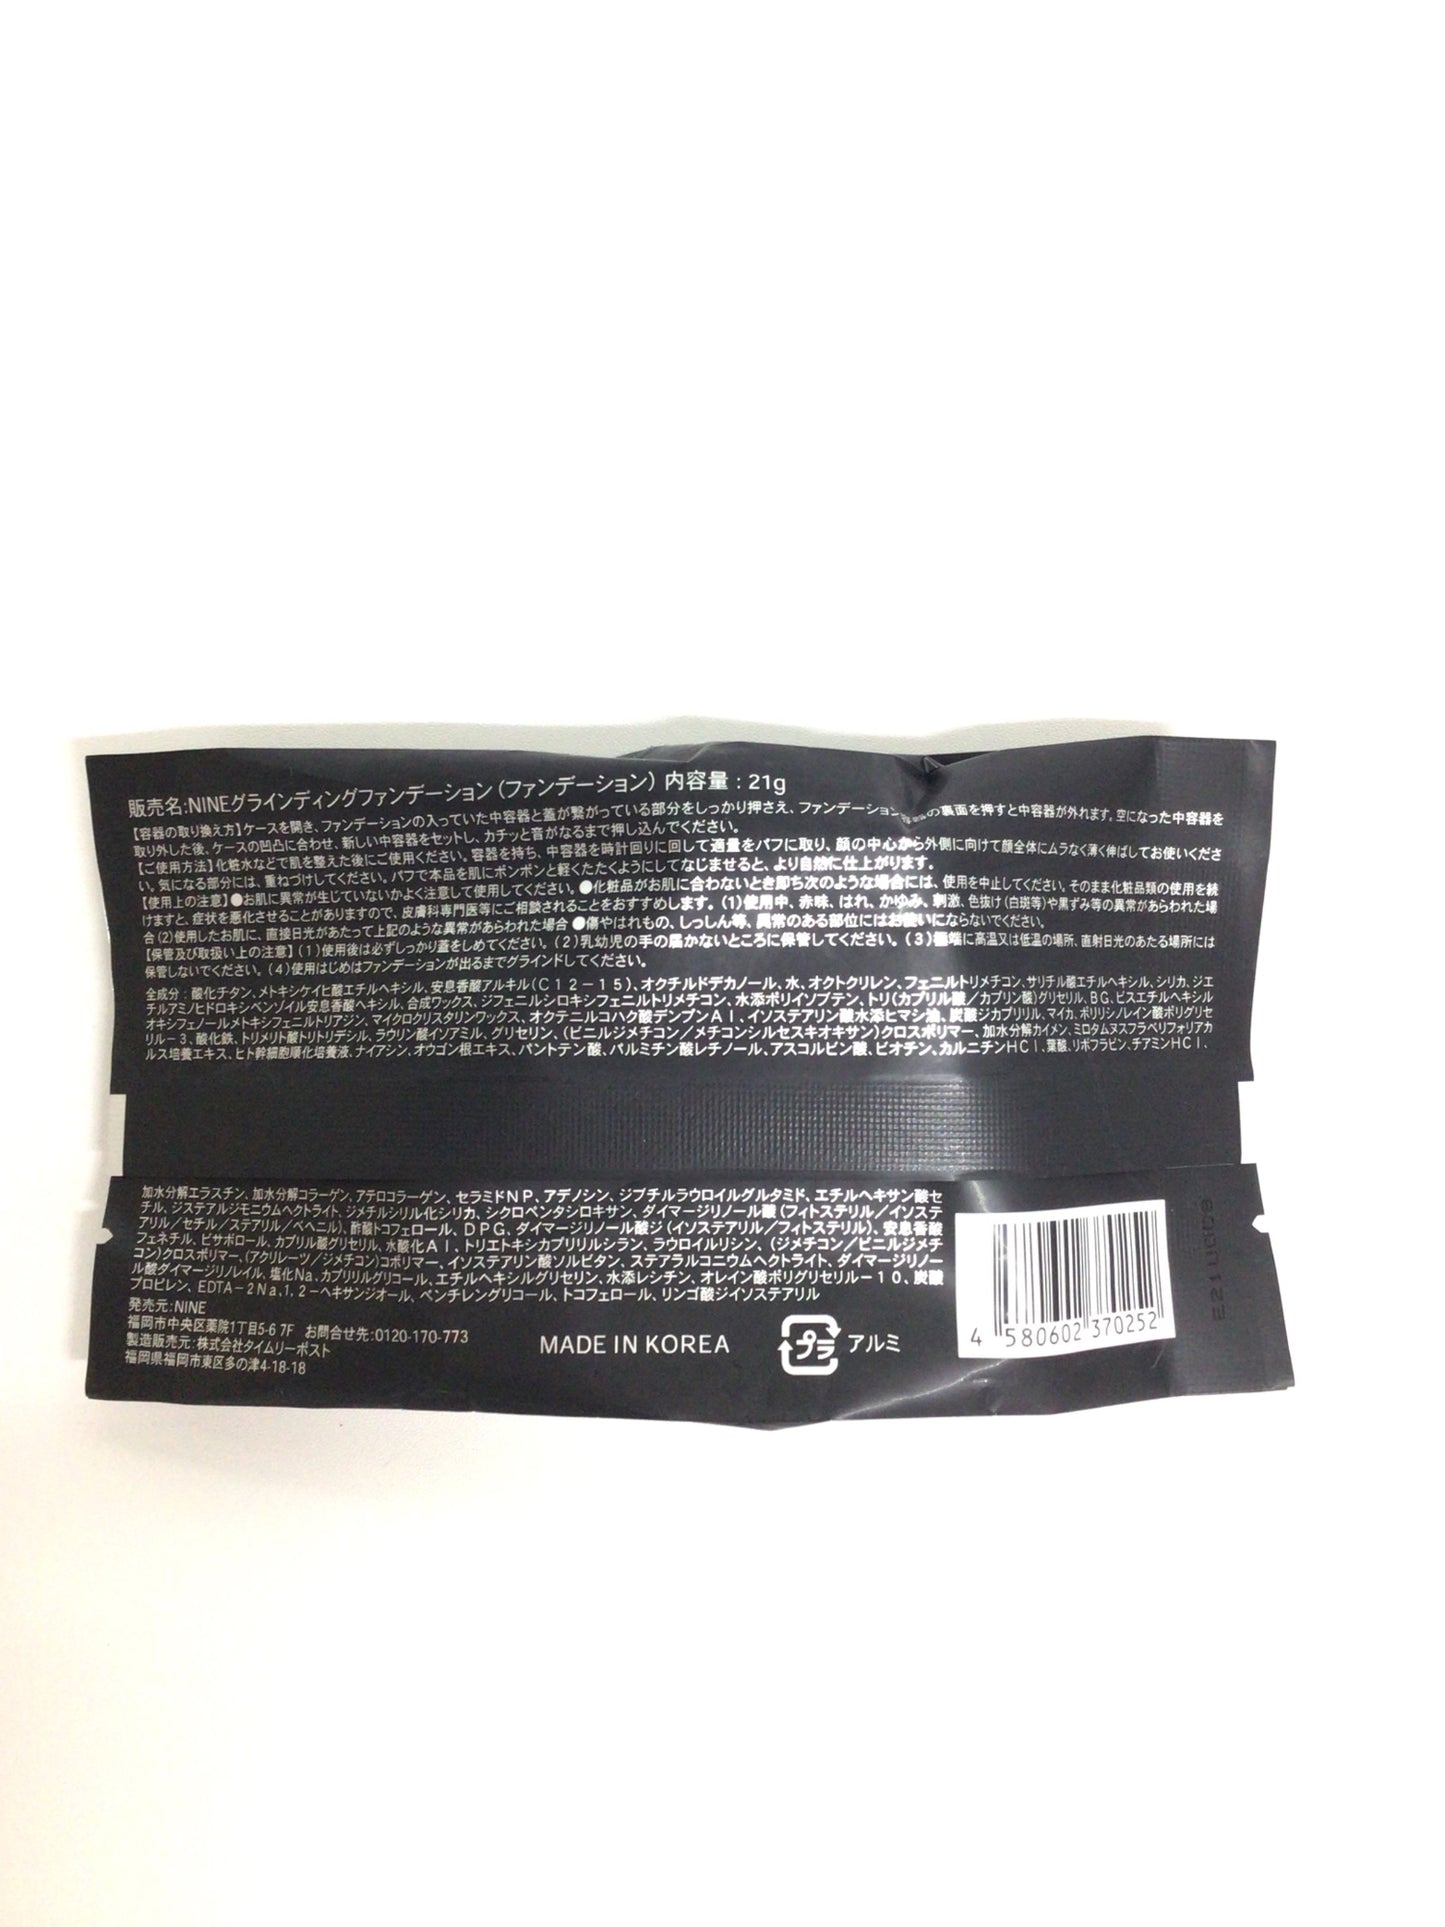 販売名:NINEグラインディングファンデーション(ファンデーション) 内容量:21g
【容器の取り換え方】ケースを開き、ファンデーションの入っていた中容器と蓋が繋がっている部分をしっかり押さえ、ファンデーション の裏面を押すと中容器が外れます。空になった中容器を
取り外した後、ケースの凹凸に合わせ、新しい中容器をセットし、カチッと音がなるまで押し込んでください。
【ご使用方法】化粧水などで肌を整えた後にご使用ください。容器を持ち、中容器を時計回りに回して適量をパフに取り、顔の中心から外側に向けて顔全体にムラなく薄く伸ばしてお使いくださ
い。気になる部分には、重ねづけしてください。パフで本品を肌にポンポンと軽くたたくようにしてなじませると、より自然に仕上がります。
【使用上の注意】●お肌に異常が生じていないかよく注意して使用してください。●化粧品がお肌に合わないとき即ち次のような場合には、使用を中止してください。そのまま化粧品類の使用を続
けますと、症状を悪化させることがありますので、皮膚科専門医等にご相談されることをおすすめします。(1)使用中、赤味、はれ、かゆみ、刺激、色抜け(白斑等)や黒ずみ等の異常があらわれた場
合(2)使用したお肌に、直接日光があたって上記のような異常があらわれた場合 ●傷やはれもの、しっしん等、異常のある部位にはお使いにならないでください。
【保管及び取扱い上の注意】(1)使用後は必ずしっかり蓋をしめてください。(2)乳幼児の手の届かないところに保管してください。(3)極端に高温又は低温の場所、直射日光のあたる場所には
保管しないでください。(4)使用はじめはファンデーションが出るまでグラインドしてください。
全成分:酸化チタン、メトキシケイヒ酸エチルヘキシル、安息香酸アルキル(C12-15)、オクチルドデカノール、水、オクトクリレン、フェニルトリメチコン、サリチル酸エチルヘキシル、シリカ、ジエ
チルアミノヒドロキシベンゾイル安息香酸ヘキシル、合成ワックス、ジフェニルシロキシフェニルトリメチコン、水添ポリイソブテン、トリ(カプリル酸/カプリン酸)グリセリル、BG、ビスエチルヘキシル
オキシフェノールメトキシフェニルトリアジン、マイクロクリスタリンワックス、オクテニルコハク酸デンプンAl、イソステアリン酸水添ヒマシ油、炭酸ジカプリリル、マイカ、ポリリシノレイン酸ポリグリセ
リル-3、酸化鉄、トリメリト酸トリトリデシル、ラウリン酸イソアミル、グリセリン、(ビニルジメチコン/メチコンシルセスキオキサン)クロスポリマー、加水分解カイメン、ミロタムヌスフラベリフォリアカ
ルス培養エキス、ヒト幹細胞順化培養液、ナイアシン、オウゴン根エキス、パントテン酸、パルミチン酸レチノール、アスコルビン酸、ビオチン、カルニチンHCl、葉酸、リボフラビン、チアミンHCl、
加水分解エラスチン、加水分解コラーゲン、アテロコラーゲン、セラミドNP、アデノシン、ジブチルラウロイルグルタミド、エチルヘキサン酸セ
チル、ジステアルジモニウムヘクトライト、ジメチルシリル化シリカ、シクロペンタシロキサン、ダイマージリノール酸(フィトステリル/イソステ
アリル/セチル/ステアリル/ベヘニル)、酢酸トコフェロール、DPG、ダイマージリノール酸ジ(イソステアリル/フィトステリル)、安息香酸
フェネチル、ビサボロール、カプリル酸グリセリル、水酸化Al、トリエトキシカプリリルシラン、ラウロイルリシン、(ジメチコン/ビニルジメチ
コン)クロスポリマー、(アクリレーツ/ジメチコン)コポリマー、イソステアリン酸ソルビタン、ステアラルコニウムヘクトライト、ダイマージリノー
ル酸ダイマージリノレイル、塩化Na、カプリリルグリコール、エチルヘキシルグリセリン、水添レシチン、オレイン酸ポリグリセリル-10、炭酸
プロピレン、EDTA-2Na、1,2-ヘキサンジオール、ペンチレングリコール、トコフェロール、リンゴ酸ジイソステアリル
発売元:NINE
福岡市中央区薬院1丁目5-6 7F お問合せ先:0120-170-773
製造販売元:株式会社タイムリーポスト
福岡県福岡市東区多の津4-18-18
MADE IN KOREA
プラ アルミ
4 580602 370252